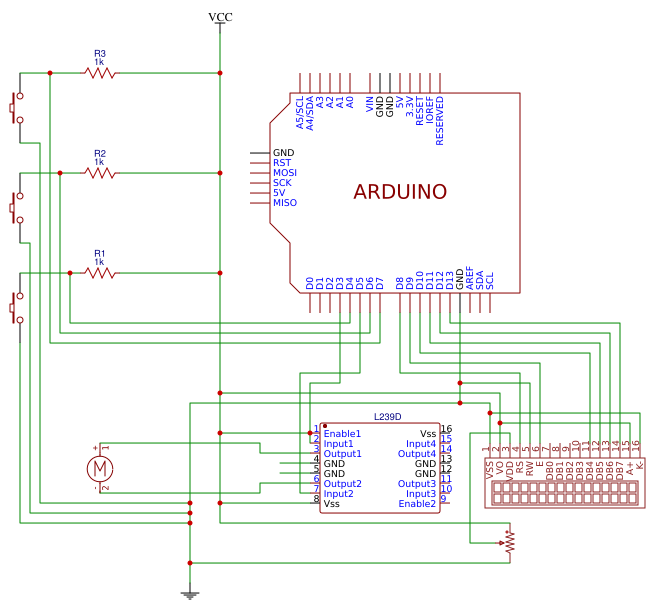 VCC
R3
1k
R2
1k
R1
1k
A5/SCL
A4/SDA
A3
A2
A1
A0
VIN
GND
GND
5V
3.3V
RESET
IOREF
RESERVED
GND
RST
MOSI
SCK
5V
MISO
ARDUINO
D0
D1
D2
D3
D4
D5
D6
D7
D8
D9
D10
D11
D12
D13
GND
AREF
SDA
SCL
L239D
1 Enable1
2 Input1
3 Output1
4 GND
5 GND
6 Output2
7 Input2
8 Vss
Vss 16
Input4 15
Output4 14
GND 13
GND 12
Output3 11
Input3 10
Enable2 9
+ 1
M
- 2
1 VSS
2 VO
3 VDD
4 RS
5 RW
6 E
7 DB0
8 DB1
9 DB2
10 DB3
11 DB4
12 DB5
13 DB6
14 DB7
15 A+
16 K-